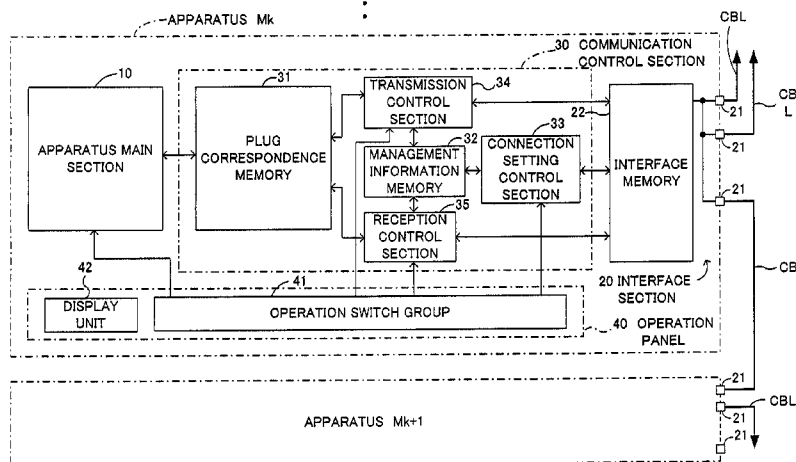 APPARATUS Mk
CBL
30 COMMUNICATION
CONTROL SECTION
10
31
34
TRANSMISSION
CONTROL
SECTION
CB
L
22
21
32
33
APPARATUS MAIN
SECTION
PLUG
CORRESPONDENCE
MEMORY
MANAGEMENT
INFORMATION
MEMORY
CONNECTION
SETTING
CONTROL
SECTION
INTERFACE
MEMORY
21
21
35
RECEPTION
CONTROL
SECTION
42
41
20 INTERFACE
SECTION
CB
DISPLAY
UNIT
OPERATION SWITCH GROUP
40 OPERATION
PANEL
21
CBL
21
APPARATUS Mk+1
21